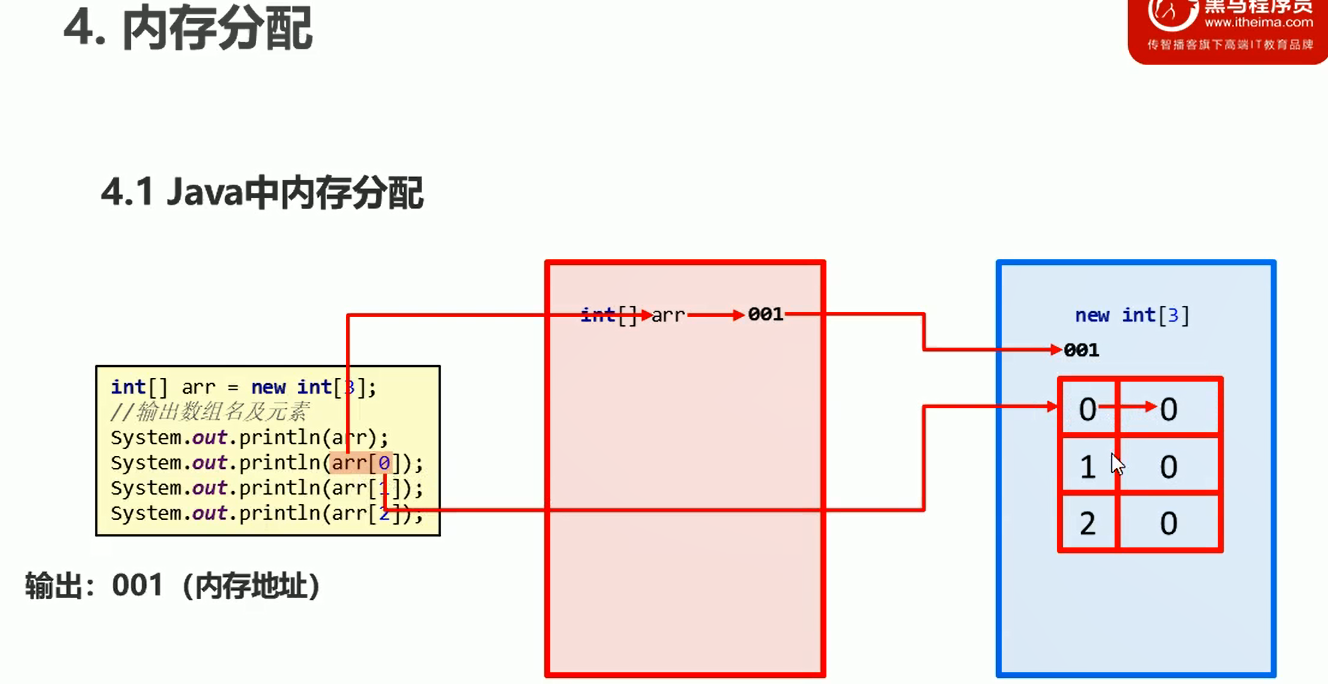 4. 内存分配
黑马程序员
www.itheima.com
传智播客旗下高端IT教育品牌
4.1 Java中内存分配
int[] arr 001
new int[3]
001
0 0
1 0
2 0
int[] arr = new int[3];
//输出数组名及元素
System.out.println(arr);
System.out.println(arr[0]);
System.out.println(arr[1]);
System.out.println(arr[2]);
输出：001（内存地址）